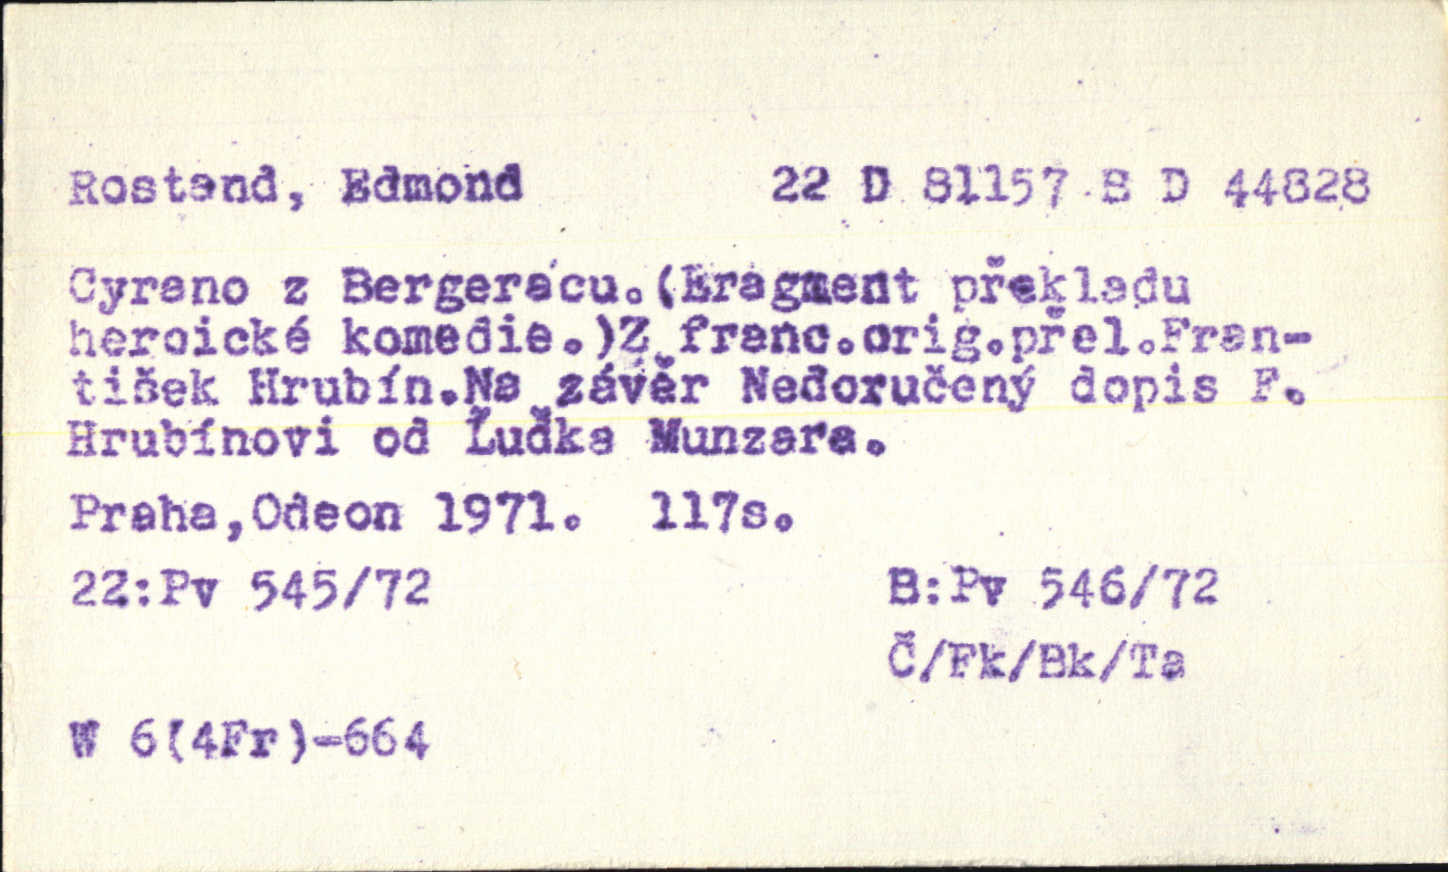 Rostand, Edmond 22 D 81157 B D 44828
Cyrano z Bergeracu.(Fragment překladu
heroické komedie.)Z franc.orig.přel.Fran-
tišek Hrubín.Na závěr Nedoručený dopis F.
Hrubínovi od Luďka Munzara.
Praha,Odeon 1971. 117s.
22:Pv 545/72 B:Pv 546/72
Č/Fk/Bk/Ta
W 6(4Fr)-664